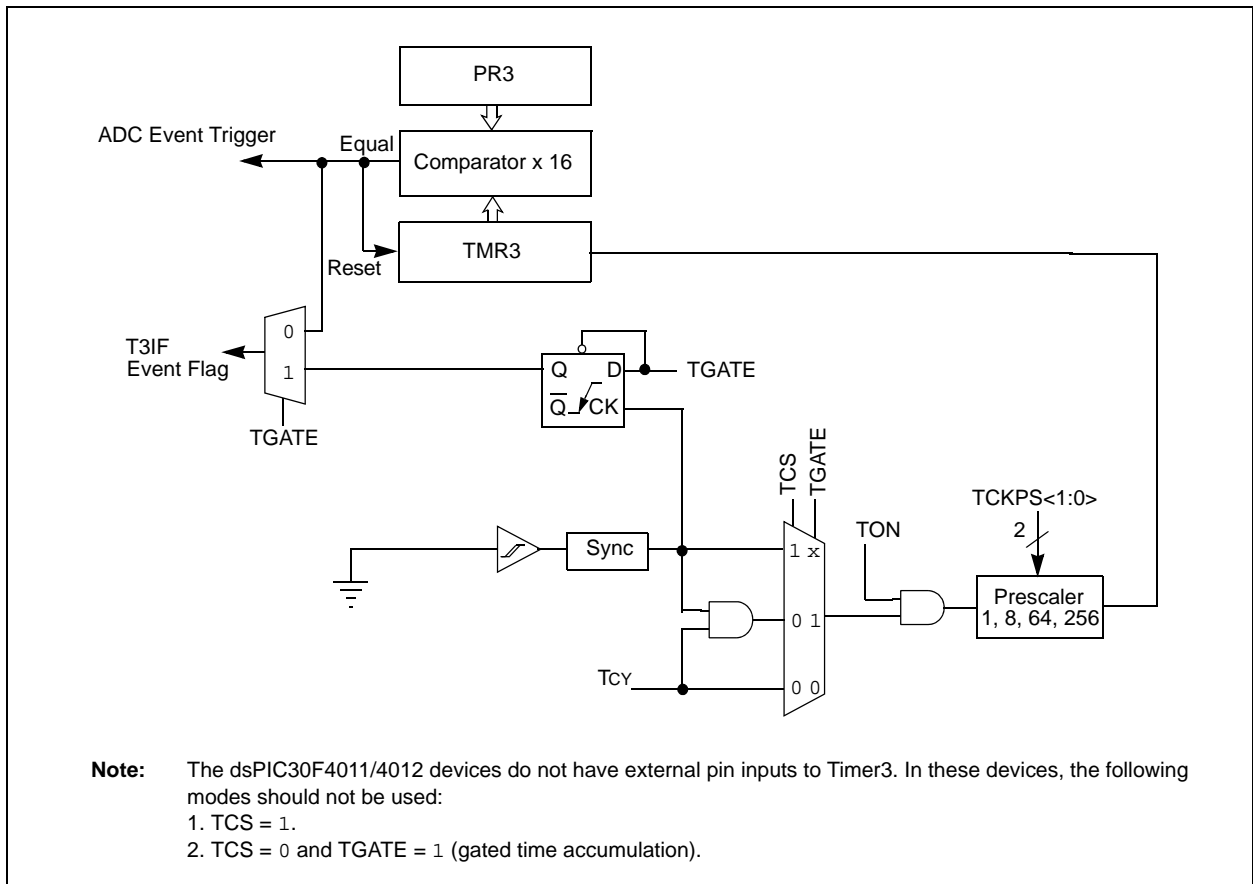 PR3
ADC Event Trigger
Equal
Comparator x 16
TMR3
Reset
0
T3IF
Event Flag
1
TGATE
Q
D
TGATE
Q
CK
TCS
TGATE
TCKPS<1:0>
2
TON
Sync
1 x
Prescaler
1, 8, 64, 256
0 1
TCY
0 0
Note: The dsPIC30F4011/4012 devices do not have external pin inputs to Timer3. In these devices, the following
modes should not be used:
1. TCS = 1.
2. TCS = 0 and TGATE = 1 (gated time accumulation).